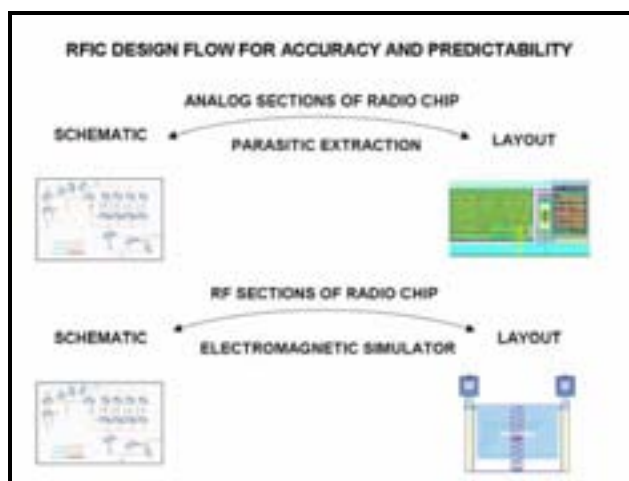 RFIC DESIGN FLOW FOR ACCURACY AND PREDICTABILITY
ANALOG SECTIONS OF RADIO CHIP
SCHEMATIC
PARASITIC EXTRACTION
LAYOUT
RF SECTIONS OF RADIO CHIP
SCHEMATIC
ELECTROMAGNETIC SIMULATOR
LAYOUT